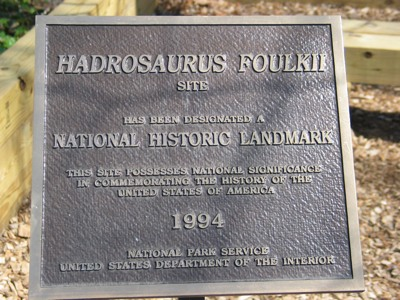 HADROSAURUS FOULKII
SITE
HAS BEEN DESIGNATED A
NATIONAL HISTORIC LANDMARK
THIS SITE POSSESSES NATIONAL SIGNIFICANCE
IN COMMEMORATING THE HISTORY OF THE
UNITED STATES OF AMERICA
1994
NATIONAL PARK SERVICE
UNITED STATES DEPARTMENT OF THE INTERIOR